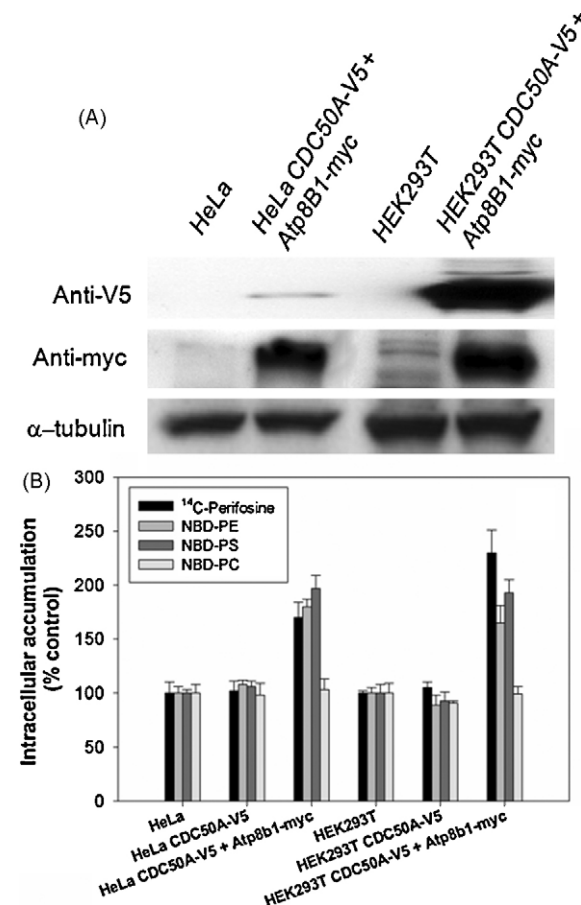 (A)
HeLa
HeLa CDC50A-V5+
Atp8B1-myc
HEK293T
HEK293T CDC50A-V5+
Atp8B1-myc
Anti-V5
Anti-myc
α–tubulin
(B)
300
250
200
150
100
50
0
Intracellular accumulation
(% control)
¹⁴C-Perifosine
NBD-PE
NBD-PS
NBD-PC
HeLa
HeLa CDC50A-V5
HeLa CDC50A-V5 + Atp8b1-myc
HEK293T
HEK293T CDC50A-V5
HEK293T CDC50A-V5 + Atp8b1-myc